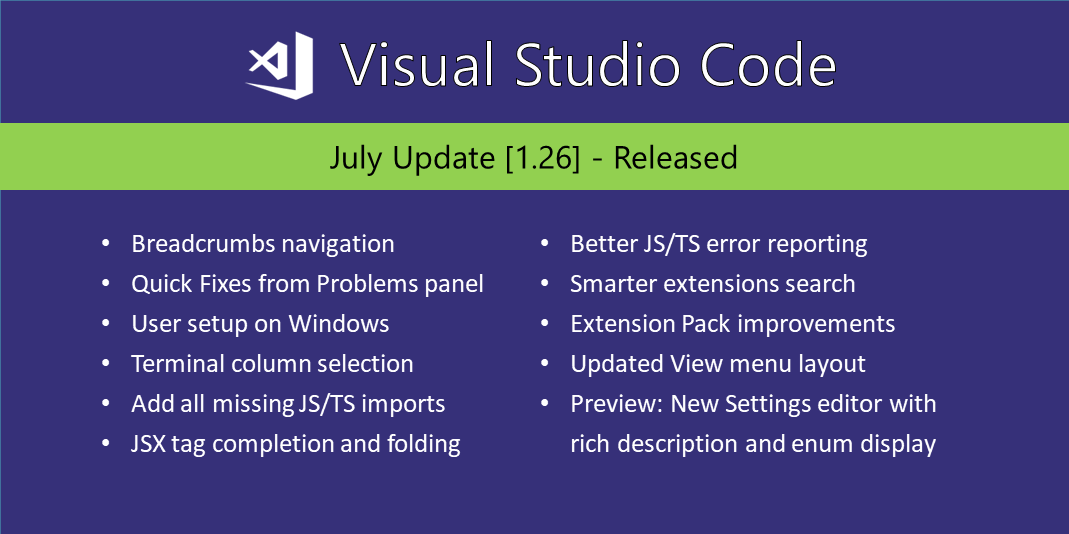 Visual Studio Code
July Update [1.26] - Released
• Breadcrumbs navigation
• Quick Fixes from Problems panel
• User setup on Windows
• Terminal column selection
• Add all missing JS/TS imports
• JSX tag completion and folding
• Better JS/TS error reporting
• Smarter extensions search
• Extension Pack improvements
• Updated View menu layout
• Preview: New Settings editor with
rich description and enum display